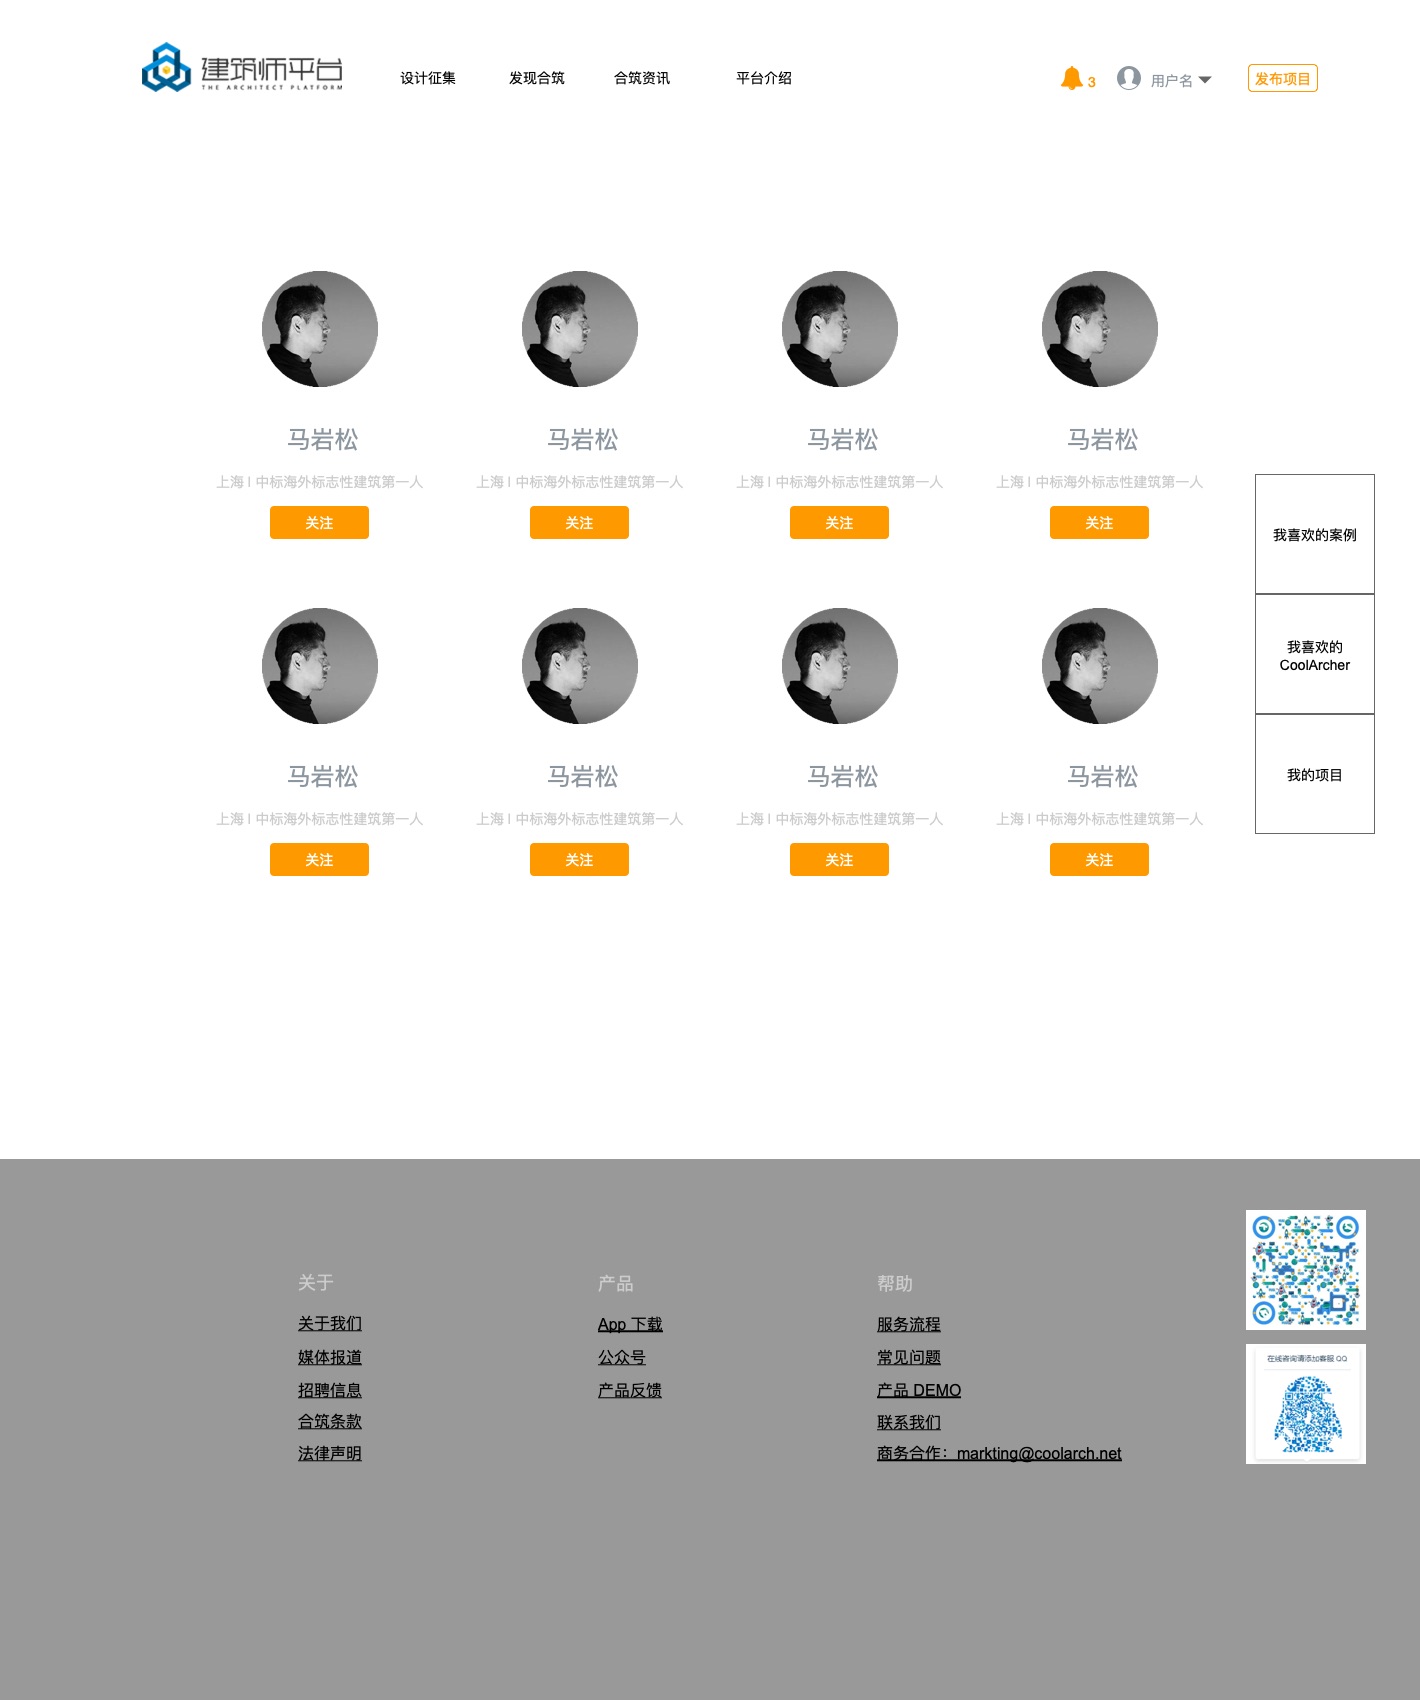 建筑师平台
THE ARCHITECT PLATFORM
设计征集 发现合筑 合筑资讯 平台介绍
3 用户名 发布项目
马岩松 马岩松 马岩松 马岩松
上海 | 中标海外标志性建筑第一人 上海 | 中标海外标志性建筑第一人 上海 | 中标海外标志性建筑第一人 上海 | 中标海外标志性建筑第一人
关注 关注 关注 关注
马岩松 马岩松 马岩松 马岩松
上海 | 中标海外标志性建筑第一人 上海 | 中标海外标志性建筑第一人 上海 | 中标海外标志性建筑第一人 上海 | 中标海外标志性建筑第一人
关注 关注 关注 关注
我喜欢的案例
我喜欢的
CoolArcher
我的项目
关于
关于我们
媒体报道
招聘信息
合筑条款
法律声明
产品
App 下载
公众号
产品反馈
帮助
服务流程
常见问题
产品 DEMO
联系我们
商务合作：markting@coolarch.net
在线咨询请添加客服 QQ